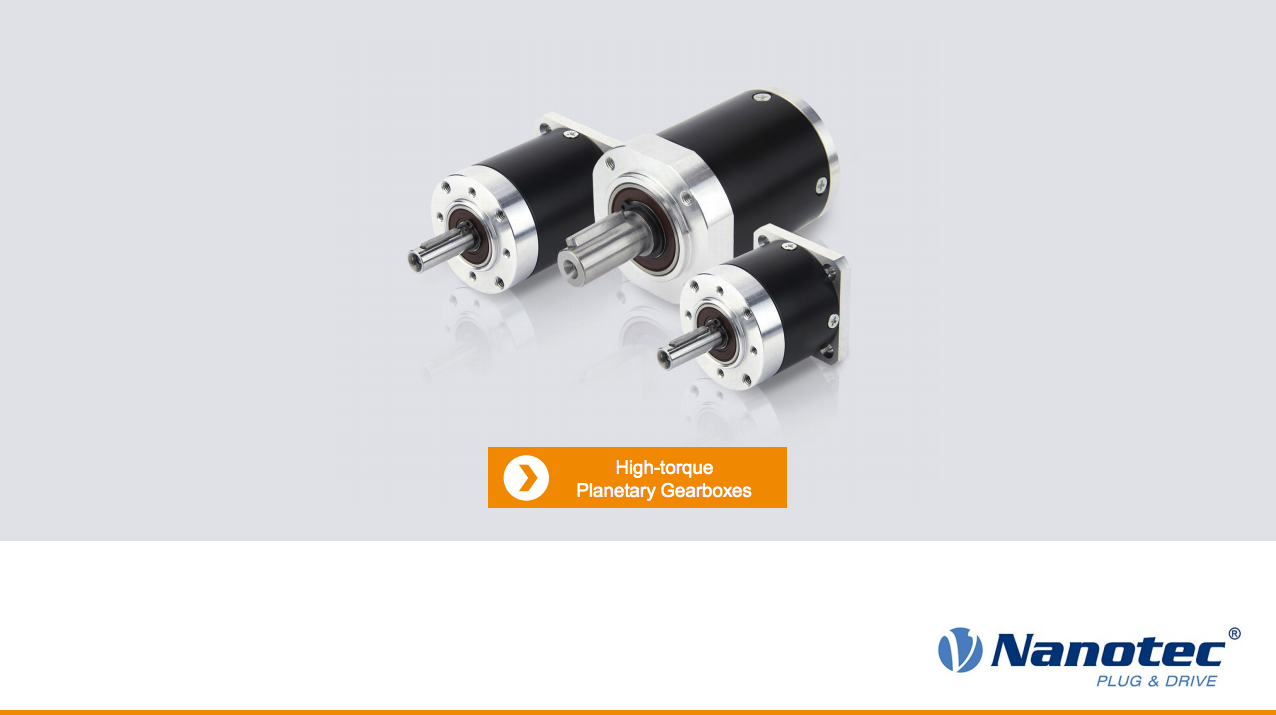 High-torque
Planetary Gearboxes
Nanotec®
PLUG & DRIVE